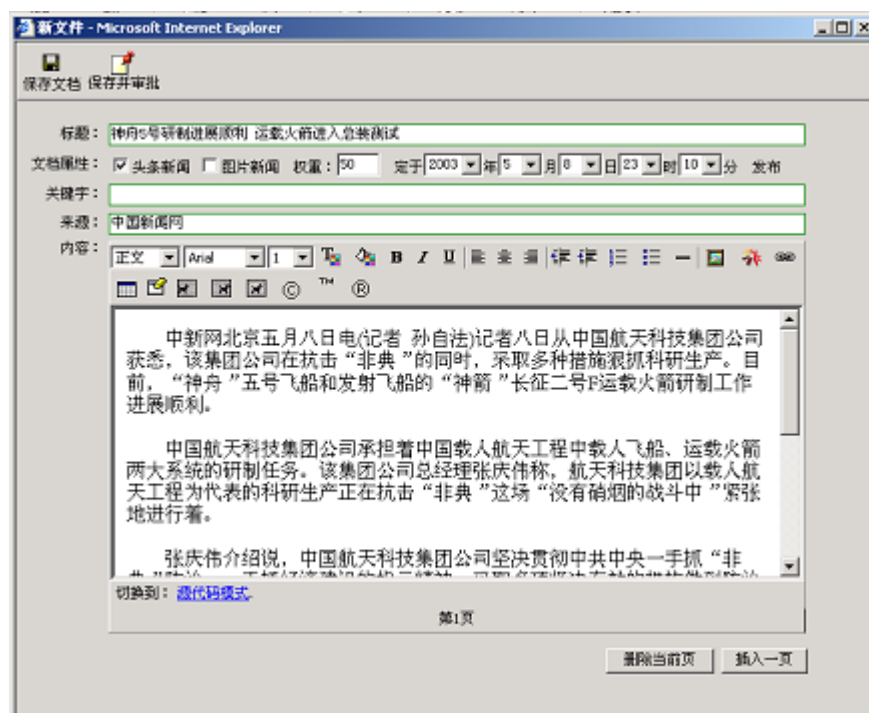 新文件 - Microsoft Internet Explorer
保存文档 保存并审批
标题： 神舟5号研制进展顺利 运载火箭进入总装测试
文档属性： 头条新闻 图片新闻 权重： 50 定于 2003 年 5 月 8 日 23 时 10 分 发布
关键字：
来源： 中国新闻网
内容： 正文 Arial 1 B I U
© ™ ®
中新网北京五月八日电(记者 孙自法)记者八日从中国航天科技集团公司
获悉，该集团公司在抗击“非典”的同时，采取多种措施狠抓科研生产。目
前，“神舟”五号飞船和发射飞船的“神箭”长征二号F运载火箭研制工作
进展顺利。
中国航天科技集团公司承担着中国载人航天工程中载人飞船、运载火箭
两大系统的研制任务。该集团公司总经理张庆伟称，航天科技集团以载人航
天工程为代表的科研生产正在抗击“非典”这场“没有硝烟的战斗中”紧张
地进行着。
张庆伟介绍说，中国航天科技集团公司坚决贯彻中共中央一手抓“非
切换到： 源代码模式.
第1页
删除当前页 插入一页